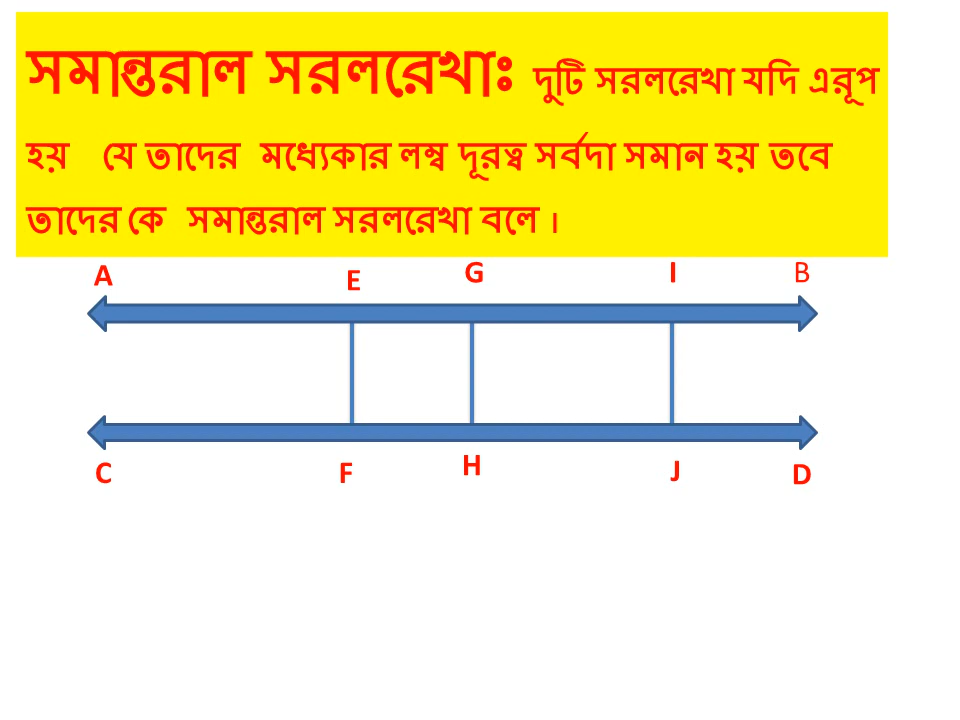 সমান্তরাল সরলরেখাঃ দুটি সরলরেখা যদি এরূপ
হয় যে তাদের মধ্যেকার লম্ব দূরত্ব সর্বদা সমান হয় তবে
তাদের কে সমান্তরাল সরলরেখা বলে ।
A E G I B
C F H J D